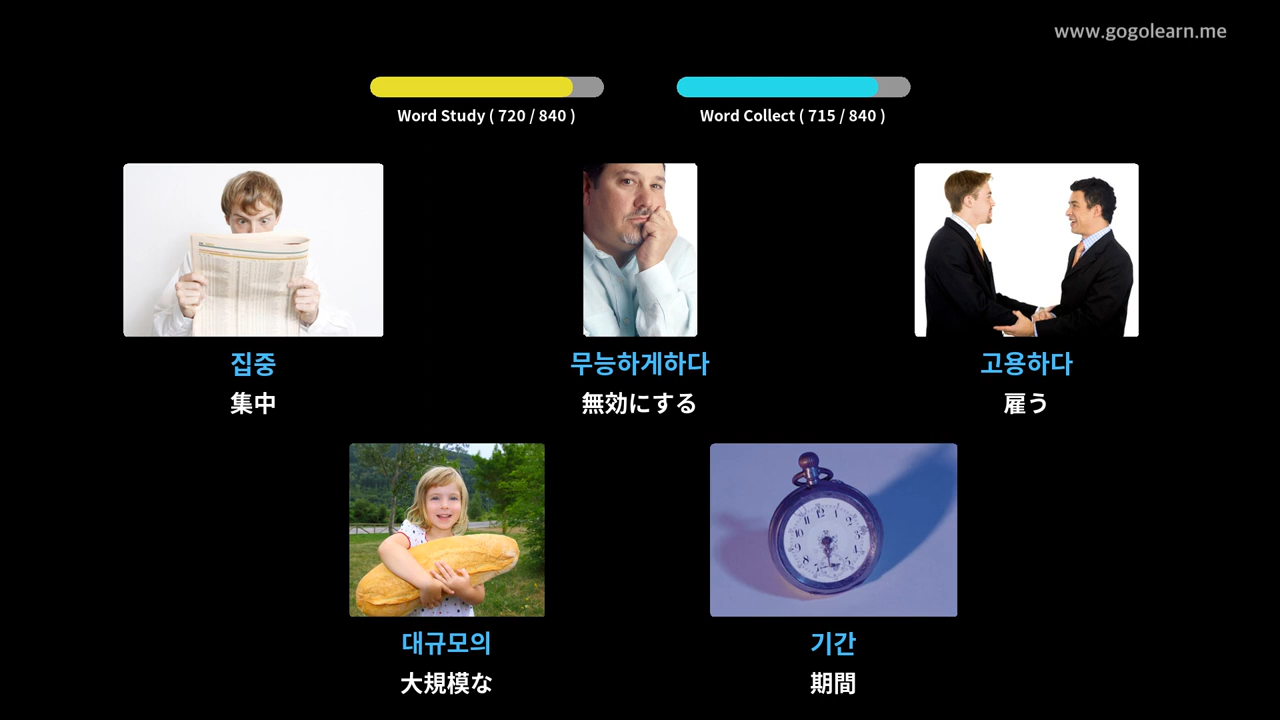 www.gogolearn.me
Word Study ( 720 / 840 )
Word Collect ( 715 / 840 )
집중
集中
무능하게하다
無効にする
고용하다
雇う
대규모의
大規模な
기간
期間